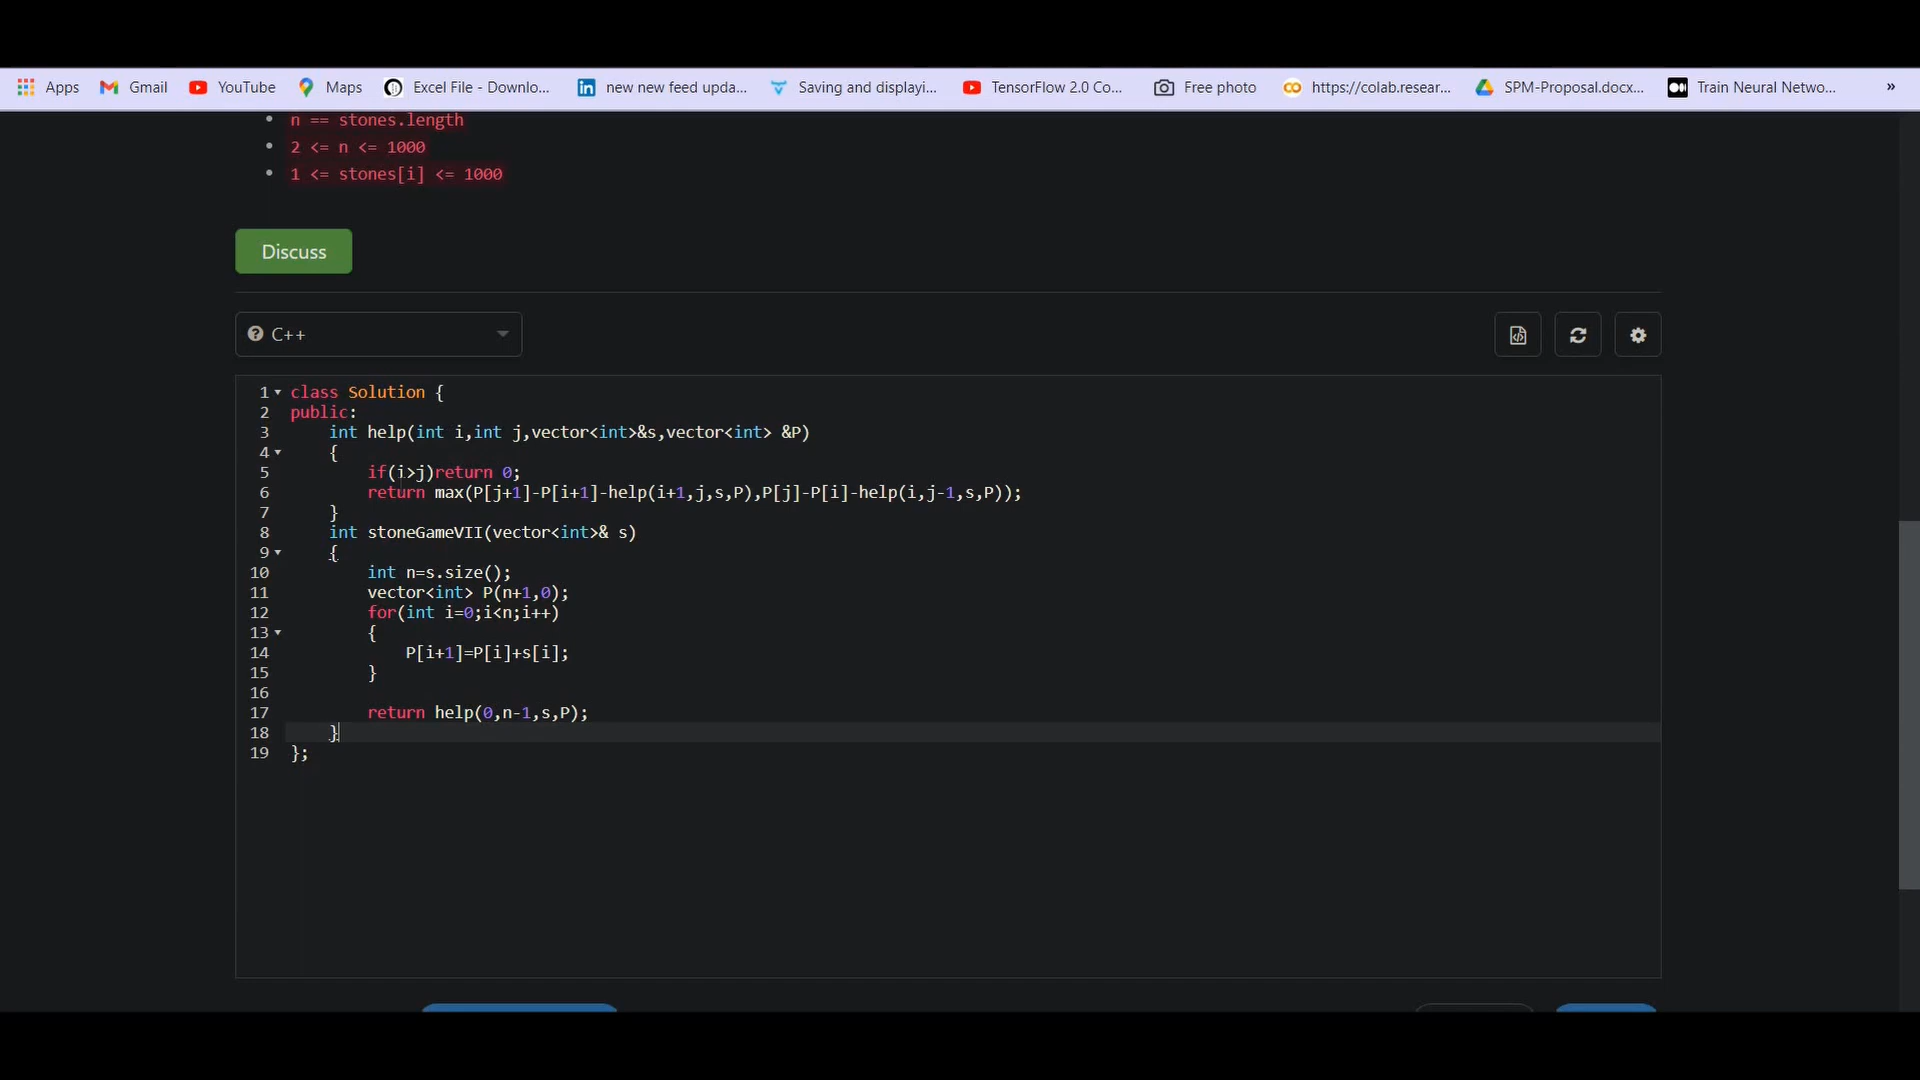 Apps Gmail YouTube Maps Excel File - Downlo... new new feed upda... Saving and displayi... TensorFlow 2.0 Co... Free photo https://colab.resear... SPM-Proposal.docx... Train Neural Netwo... »
n == stones.length
2 <= n <= 1000
1 <= stones[i] <= 1000
Discuss
C++
1 class Solution {
2 public:
3 int help(int i,int j,vector<int>&s,vector<int> &P)
4 {
5 if(i>j)return 0;
6 return max(P[j+1]-P[i+1]-help(i+1,j,s,P),P[j]-P[i]-help(i,j-1,s,P));
7 }
8 int stoneGameVII(vector<int>& s)
9 {
10 int n=s.size();
11 vector<int> P(n+1,0);
12 for(int i=0;i<n;i++)
13 {
14 P[i+1]=P[i]+s[i];
15 }
16
17 return help(0,n-1,s,P);
18 }
19 };